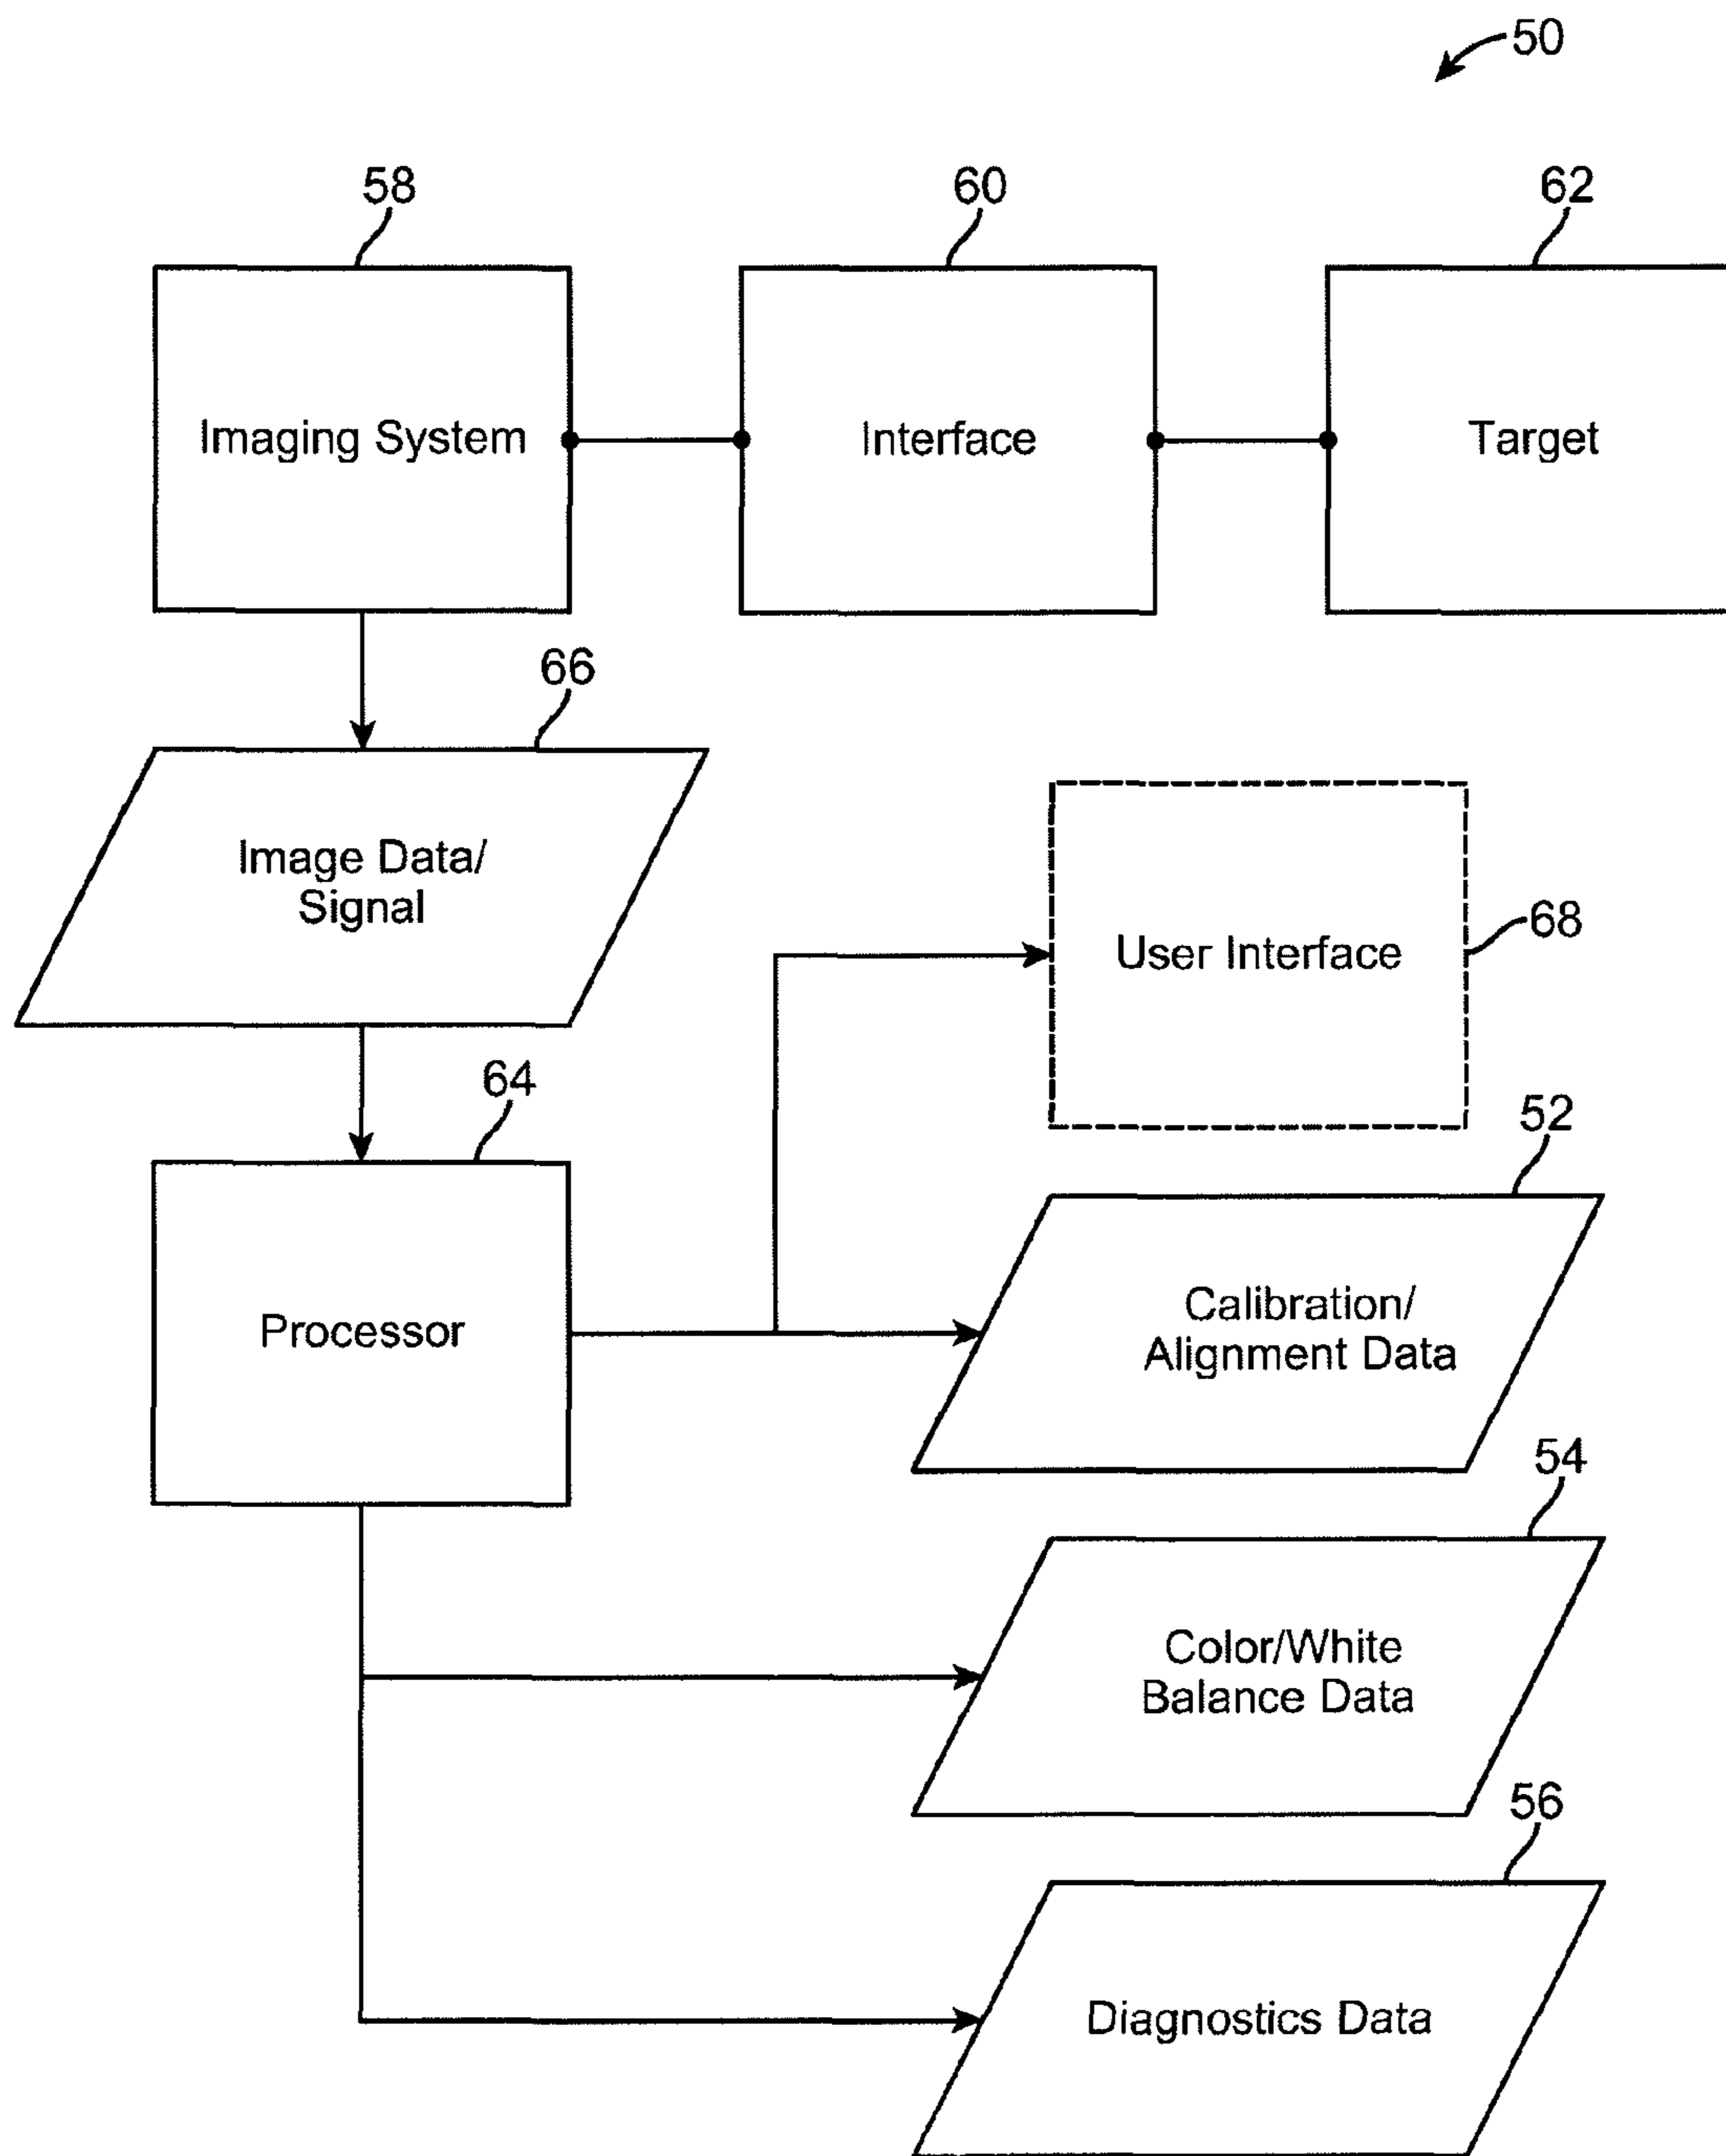 50
58
60
62
Imaging System
Interface
Target
66
Image Data/
Signal
User Interface
68
64
Processor
52
Calibration/
Alignment Data
54
Color/White
Balance Data
56
Diagnostics Data